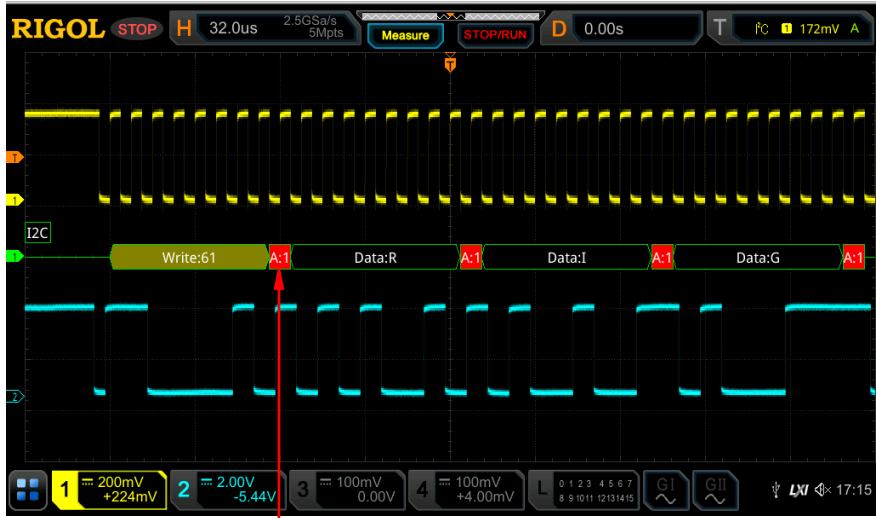 RIGOL STOP H 32.0us 2.5GSa/s 5Mpts Measure STOP/RUN D 0.00s T I²C 1 172mV A
T
T
1
I2C
1 Write:61 A:1 Data:R A:1 Data:I A:1 Data:G A:1
2
1 200mV +224mV 2 2.00V -5.44V 3 100mV 0.00V 4 100mV +4.00mV L 0 1 2 3 4 5 6 7 8 9 10 11 12 13 14 15 GI GII LXI 17:15